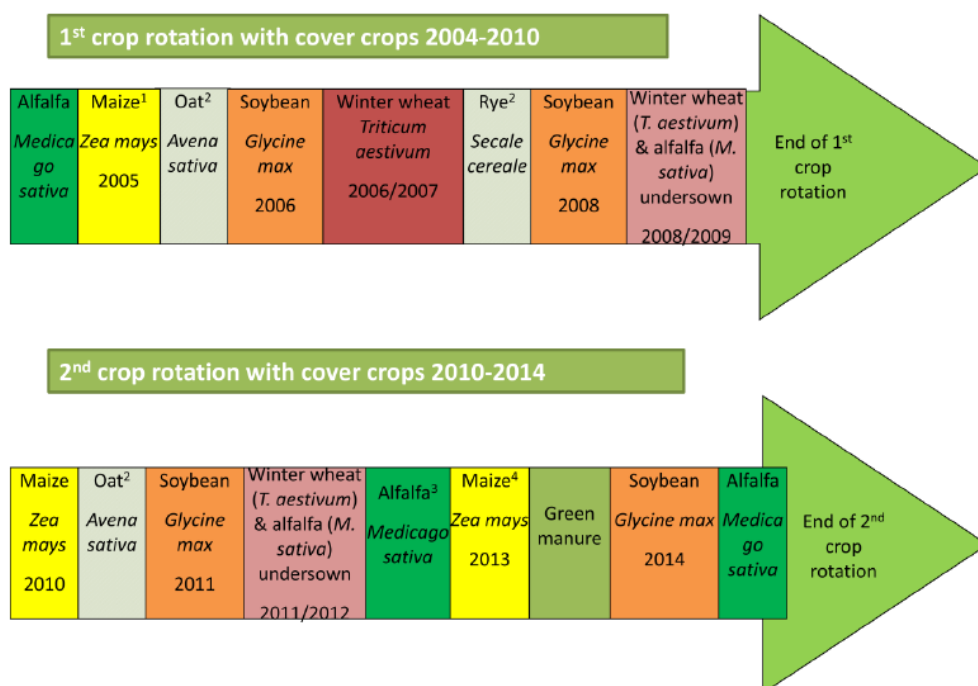 1st crop rotation with cover crops 2004-2010
Alfalfa
Medica
go
sativa
Maize1
Zea mays
2005
Oat2
Avena
sativa
Soybean
Glycine
max
2006
Winter wheat
Triticum
aestivum
2006/2007
Rye2
Secale
cereale
Soybean
Glycine
max
2008
Winter wheat
(T. aestivum)
& alfalfa (M.
sativa)
undersown
2008/2009
End of 1st
crop
rotation
2nd crop rotation with cover crops 2010-2014
Maize
Zea
mays
2010
Oat2
Avena
sativa
Soybean
Glycine
max
2011
Winter wheat
(T. aestivum)
& alfalfa (M.
sativa)
undersown
2011/2012
Alfalfa3
Medicago
sativa
Maize4
Zea mays
2013
Green
manure
Soybean
Glycine max
2014
Alfalfa
Medica
go
sativa
End of 2nd
crop
rotation